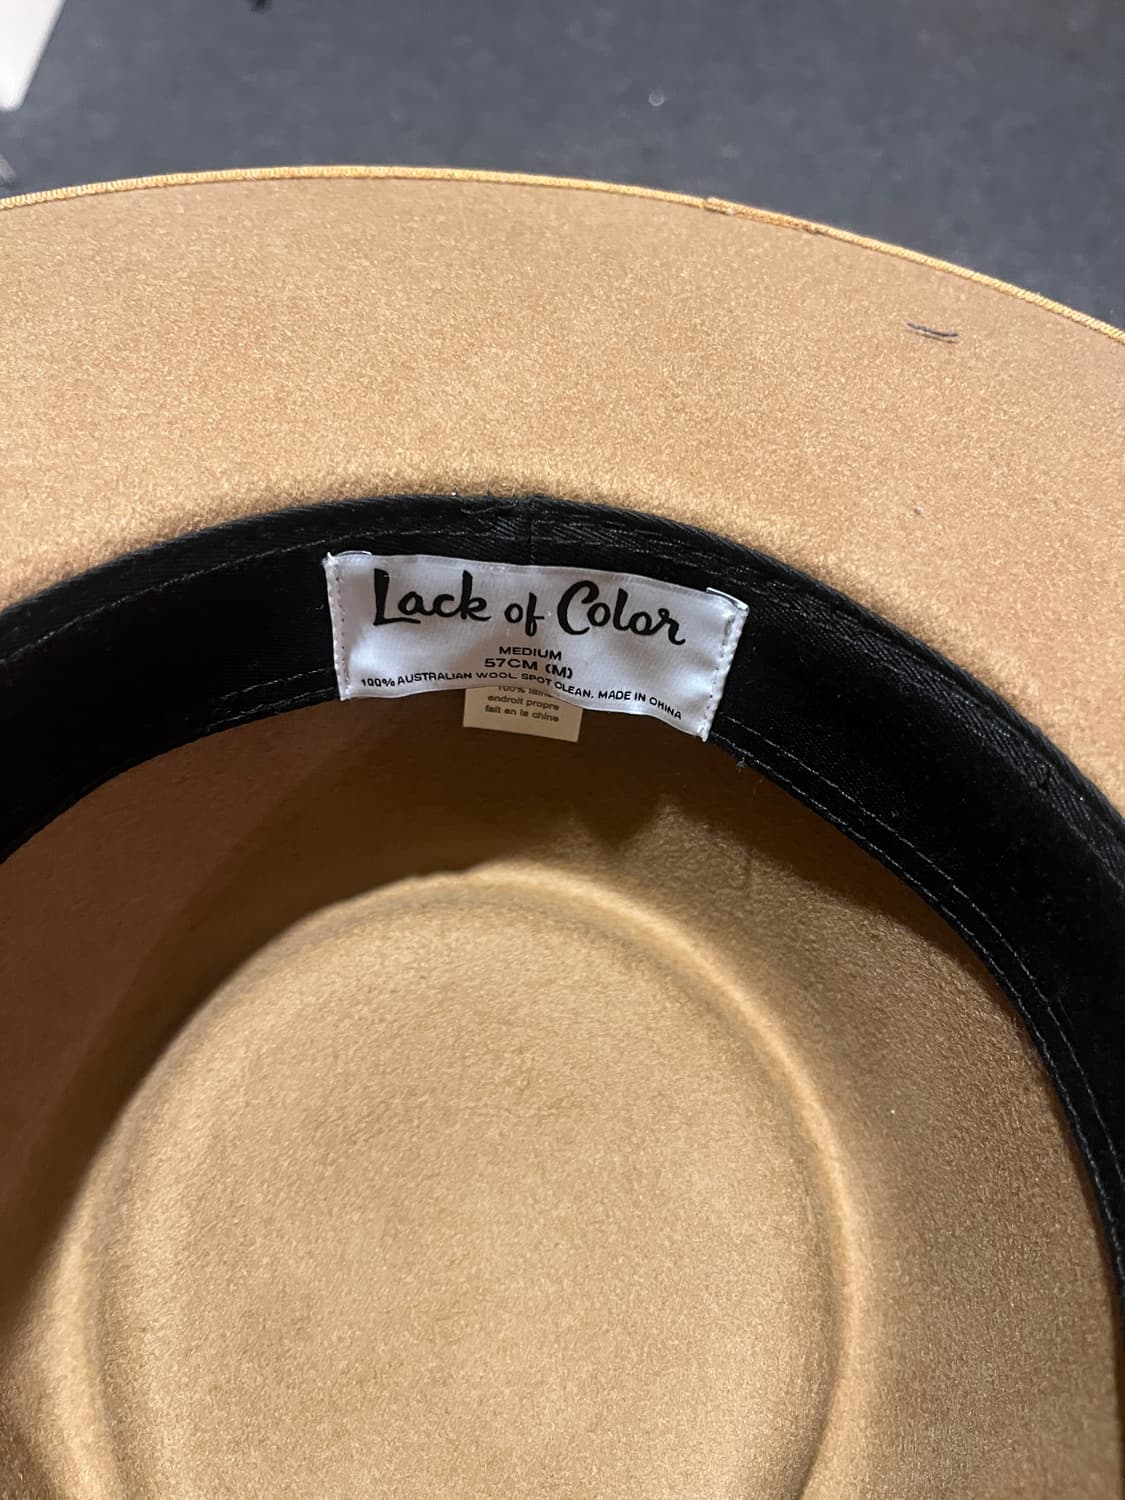 Lack of Color
MEDIUM
57CM (M)
100% AUSTRALIAN WOOL SPOT CLEAN. MADE IN CHINA
100% laine
endroit propre
fait en la chine